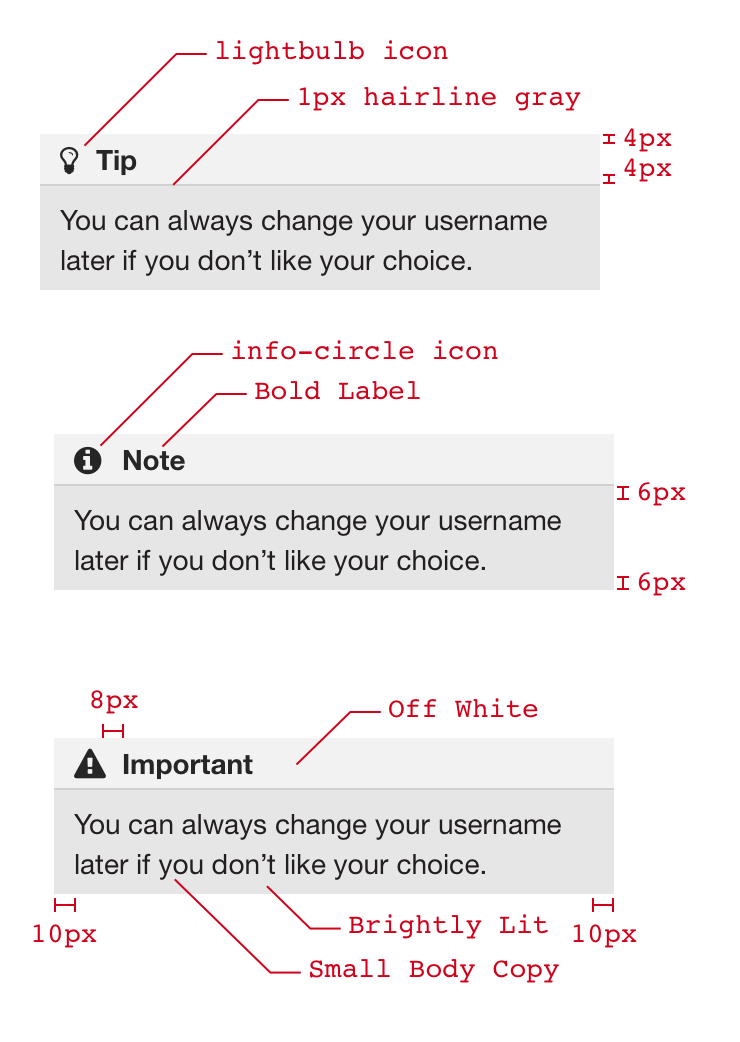 lightbulb icon
1px hairline gray
4px
Tip
4px
You can always change your username
later if you don’t like your choice.
info-circle icon
Bold Label
Note
6px
You can always change your username
later if you don’t like your choice.
6px
8px
Off White
Important
You can always change your username
later if you don’t like your choice.
10px
Brightly Lit
10px
Small Body Copy